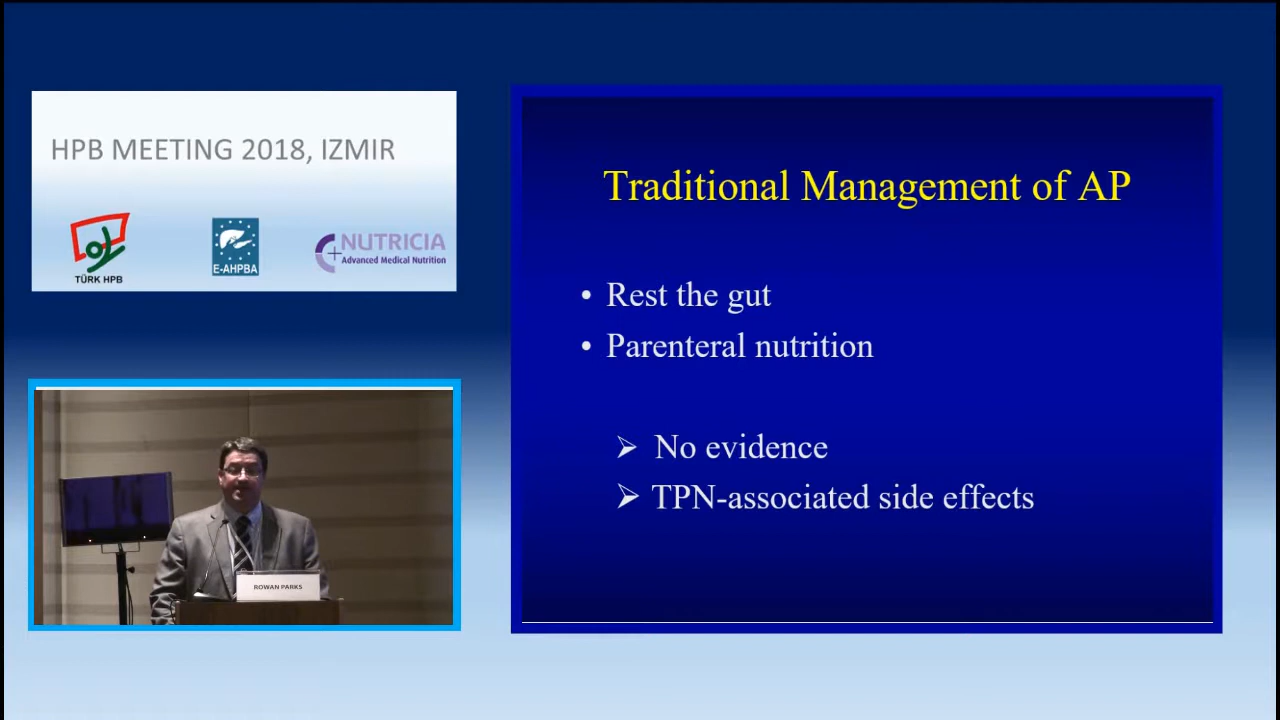 HPB MEETING 2018, IZMIR
TÜRK HPB
E-AHPBA
NUTRICIA
Advanced Medical Nutrition
ROWAN PARKS
Traditional Management of AP
• Rest the gut
• Parenteral nutrition
➢ No evidence
➢ TPN-associated side effects